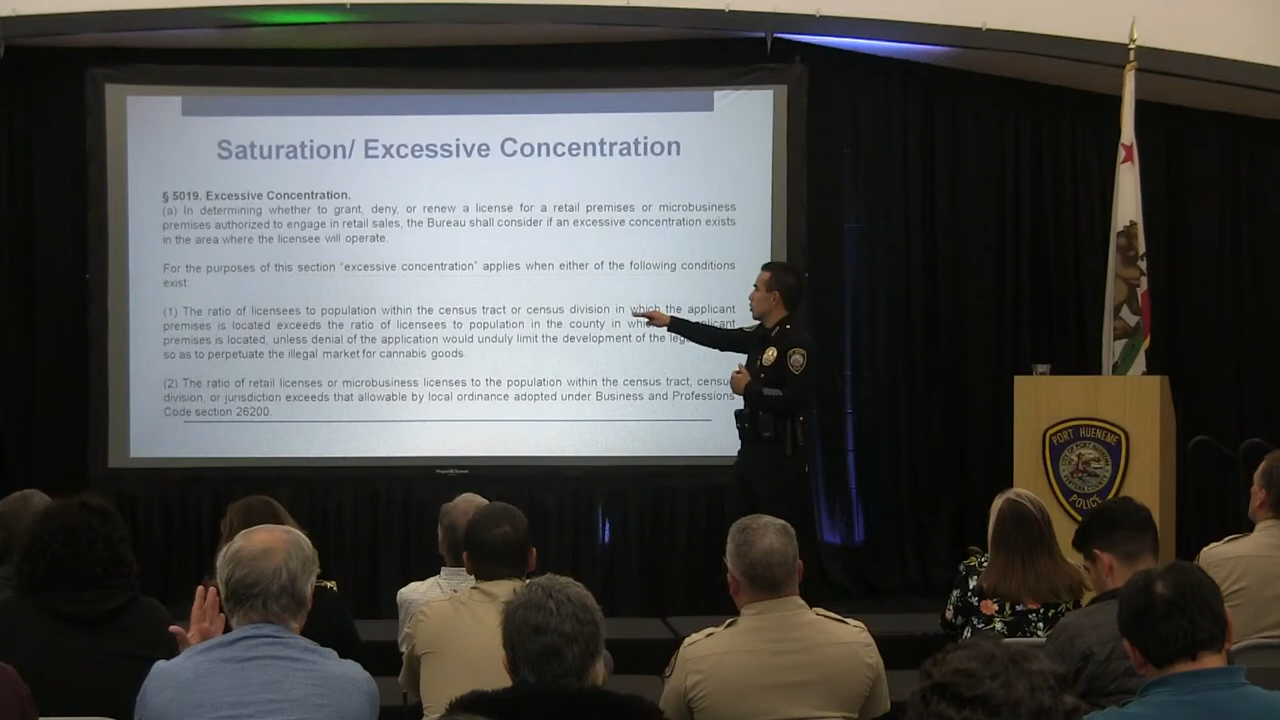 Saturation/ Excessive Concentration
§ 5019. Excessive Concentration.
(a) In determining whether to grant, deny, or renew a license for a retail premises or microbusiness
premises authorized to engage in retail sales, the Bureau shall consider if an excessive concentration exists
in the area where the licensee will operate.
For the purposes of this section "excessive concentration" applies when either of the following conditions
exist:
(1) The ratio of licensees to population within the census tract or census division in which the applicant
premises is located exceeds the ratio of licensees to population in the county in
premises is located, unless denial of the application would unduly limit the development of the
so as to perpetuate the illegal market for cannabis goods.
(2) The ratio of retail licenses or microbusiness licenses to the population within the census tract, census
division, or jurisdiction exceeds that allowable by local ordinance adopted under Business and Professions
Code section 26200.
PORT HUENEME
POLICE